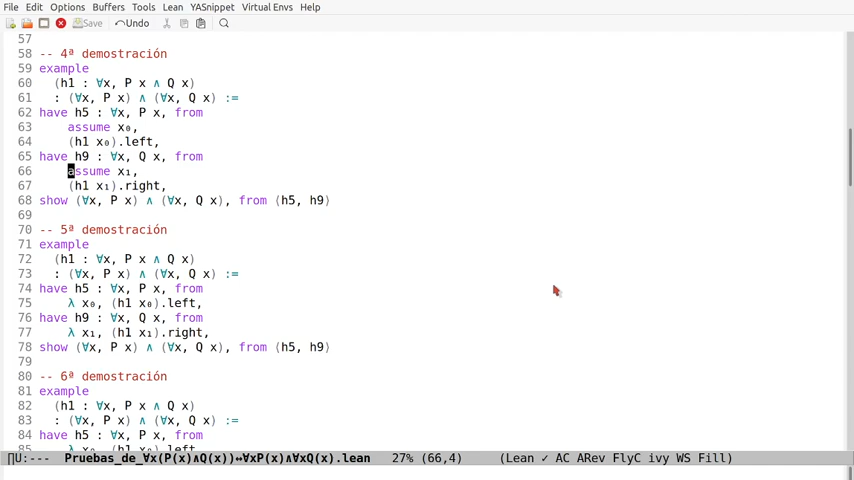 File Edit Options Buffers Tools Lean YASnippet Virtual Envs Help
Save Undo
57
58 -- 4ª demostración
59 example
60   (h1 : ∀x, P x ∧ Q x)
61   : (∀x, P x) ∧ (∀x, Q x) :=
62 have h5 : ∀x, P x, from
63     assume x₀,
64     (h1 x₀).left,
65 have h9 : ∀x, Q x, from
66     assume x₁,
67     (h1 x₁).right,
68 show (∀x, P x) ∧ (∀x, Q x), from ⟨h5, h9⟩
69
70 -- 5ª demostración
71 example
72   (h1 : ∀x, P x ∧ Q x)
73   : (∀x, P x) ∧ (∀x, Q x) :=
74 have h5 : ∀x, P x, from
75     λ x₀, (h1 x₀).left,
76 have h9 : ∀x, Q x, from
77     λ x₁, (h1 x₁).right,
78 show (∀x, P x) ∧ (∀x, Q x), from ⟨h5, h9⟩
79
80 -- 6ª demostración
81 example
82   (h1 : ∀x, P x ∧ Q x)
83   : (∀x, P x) ∧ (∀x, Q x) :=
84 have h5 : ∀x, P x, from
85     λ x₀, (h1 x₀).left
∏U:--- Pruebas_de_∀x(P(x)∧Q(x))↔∀xP(x)∧∀xQ(x).lean 27% (66,4) (Lean ✓ AC ARev FlyC ivy WS Fill)